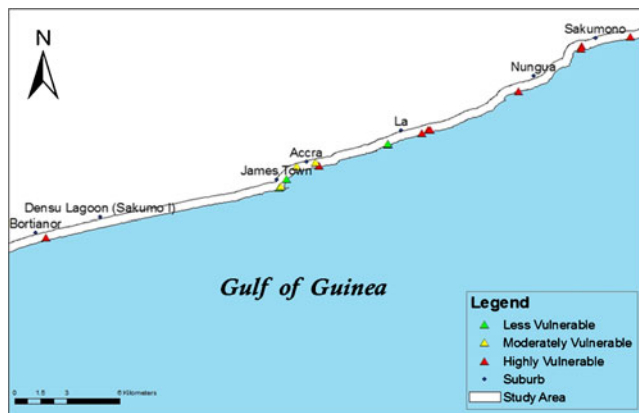 N
Sakumono
Nungua
La
Accra
James Town
Densu Lagoon (Sakumo I)
Bortianor
Gulf of Guinea
Legend
Less Vulnerable
Moderately Vulnerable
Highly Vulnerable
Suburb
Study Area
0 1.5 3 6 Kilometers